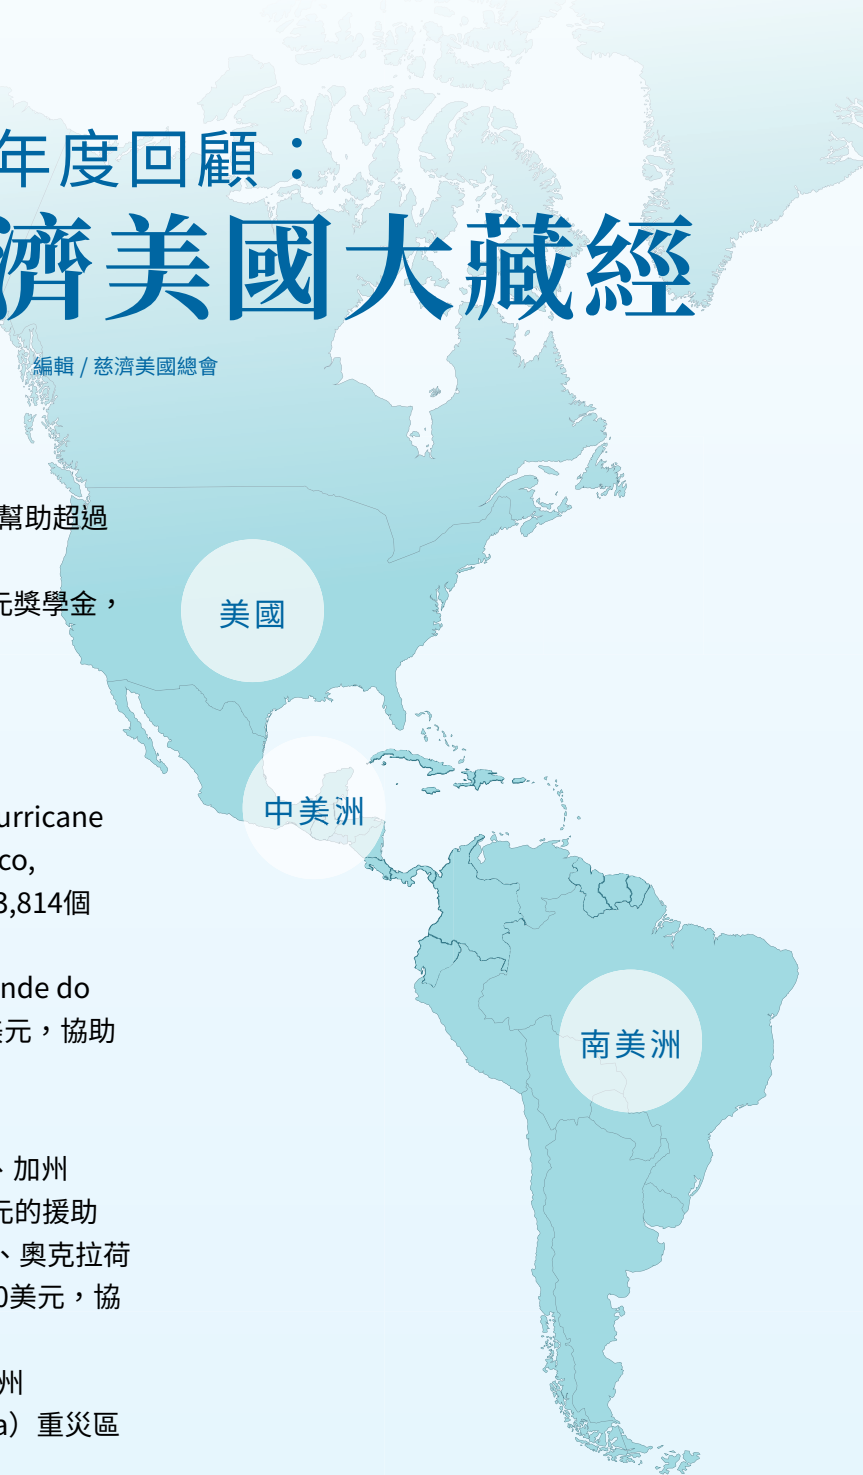 年度回顧：
濟美國大藏經
編輯 / 慈濟美國總會
幫助超過
元獎學金，
美國
中美洲
urricane
co,
3,814個
nde do
美元，協助
南美洲
、加州
元的援助
、奧克拉荷
0美元，協
州
a）重災區